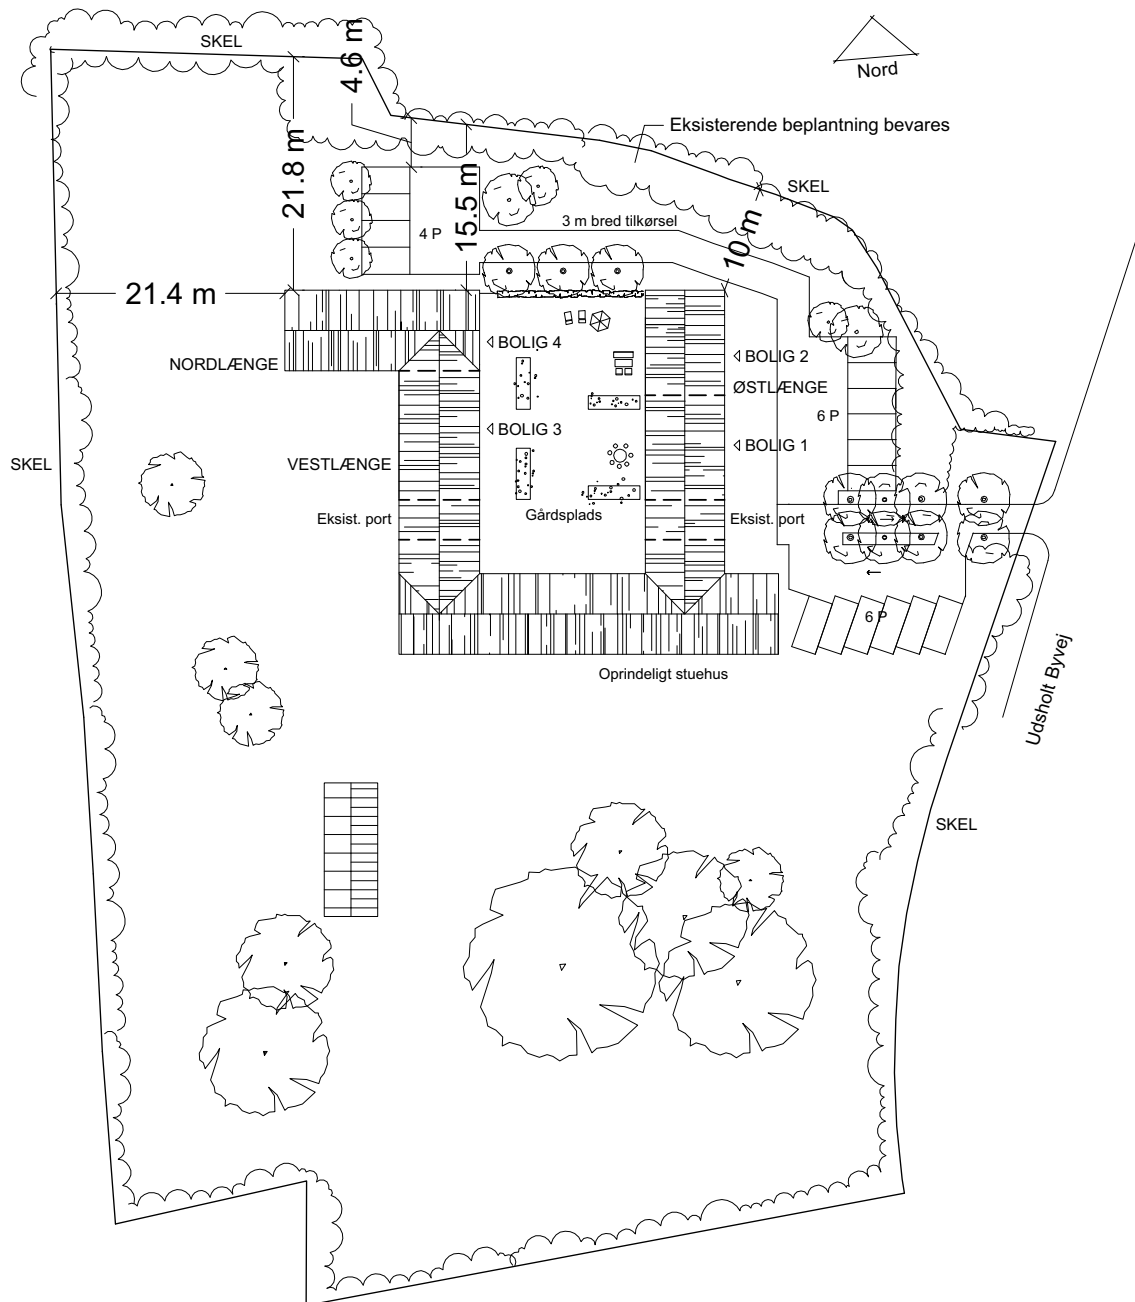 SKEL
4.6 m
Nord
Eksisterende beplantning bevares
21.8 m
15.5 m
SKEL
3 m bred tilkørsel
4 P
10 m
21.4 m
BOLIG 4
BOLIG 2
NORDLÆNGE
ØSTLÆNGE
6 P
BOLIG 3
BOLIG 1
SKEL
VESTLÆNGE
Eksist. port
Gårdsplads
Eksist. port
6 P
Oprindeligt stuehus
Udsholt Byvej
SKEL